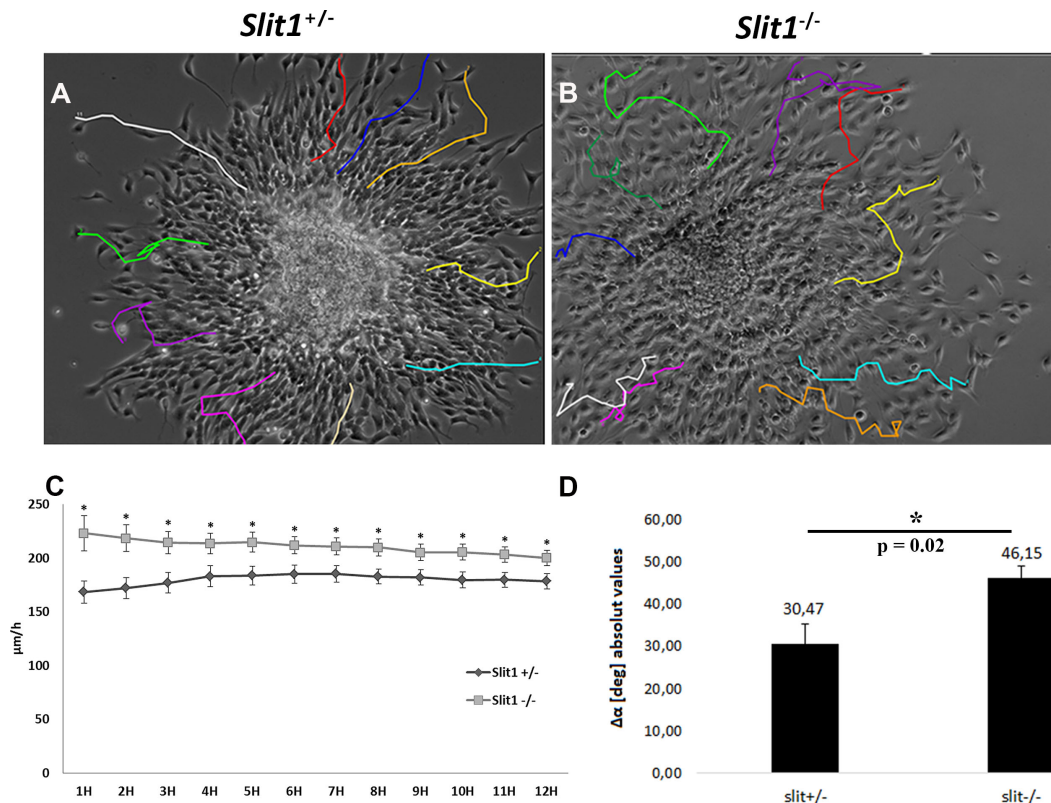 Slit1+/-
Slit1-/-
A
B
C
250
200
150
100
50
0
µm/h
* * * * * * * * * * * *
Slit1 +/-
Slit1 -/-
1H 2H 3H 4H 5H 6H 7H 8H 9H 10H 11H 12H
D
60,00
50,00
40,00
30,00
20,00
10,00
0,00
Δα [deg] absolut values
*
p = 0.02
30,47
46,15
slit+/-
slit-/-